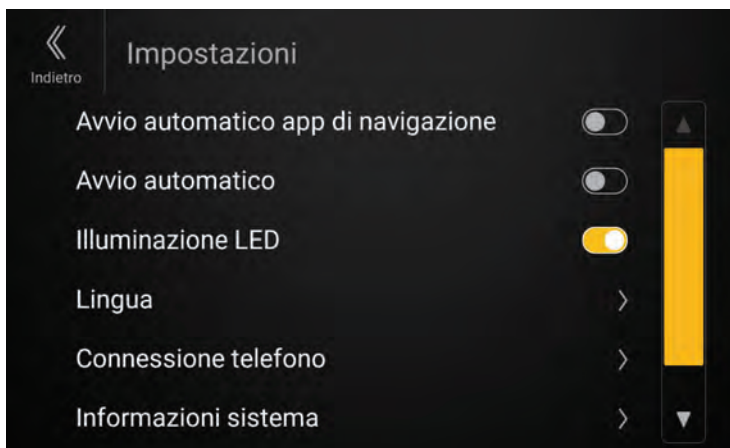 Indietro
Impostazioni
Avvio automatico app di navigazione
Avvio automatico
Illuminazione LED
Lingua
Connessione telefono
Informazioni sistema